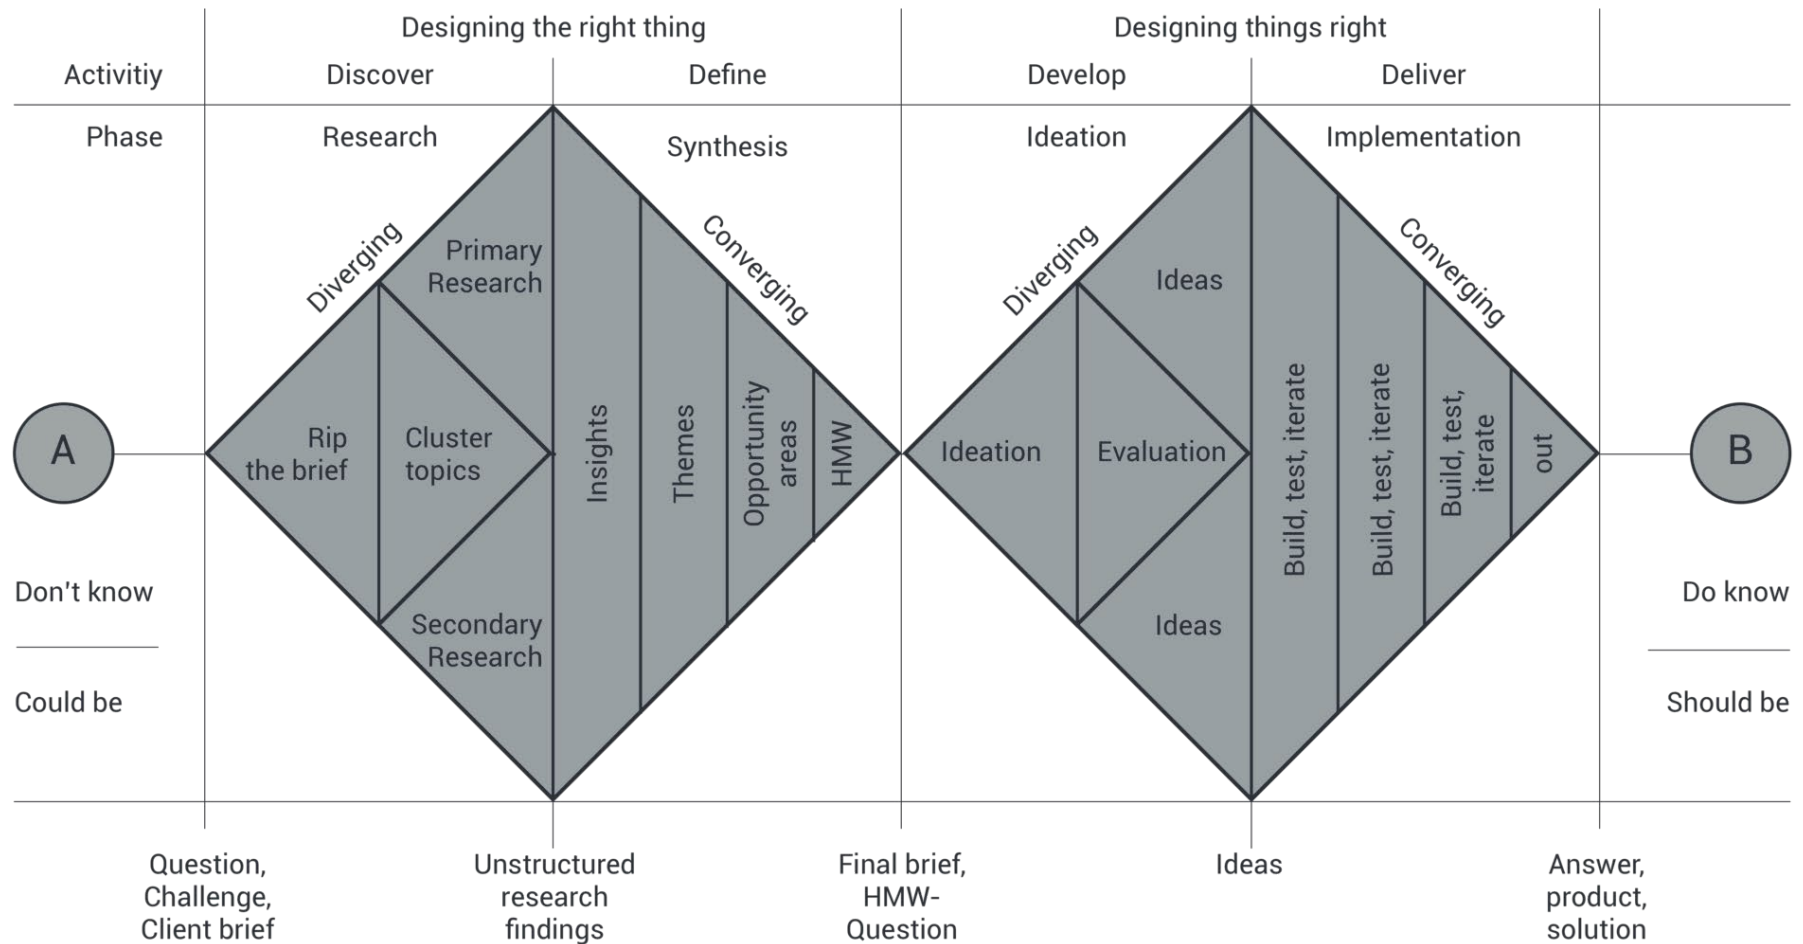 Designing the right thing
Designing things right
Activitiy
Discover
Define
Develop
Deliver
Phase
Research
Synthesis
Ideation
Implementation
Diverging
Converging
Diverging
Converging
Primary
Research
Ideas
A
Rip
the brief
Cluster
topics
Insights
Themes
Opportunity
areas
HMW
Ideation
Evaluation
Build, test, iterate
Build, test, iterate
Build, test,
iterate
out
B
Don't know
Could be
Secondary
Research
Ideas
Do know
Should be
Question,
Challenge,
Client brief
Unstructured
research
findings
Final brief,
HMW-
Question
Ideas
Answer,
product,
solution